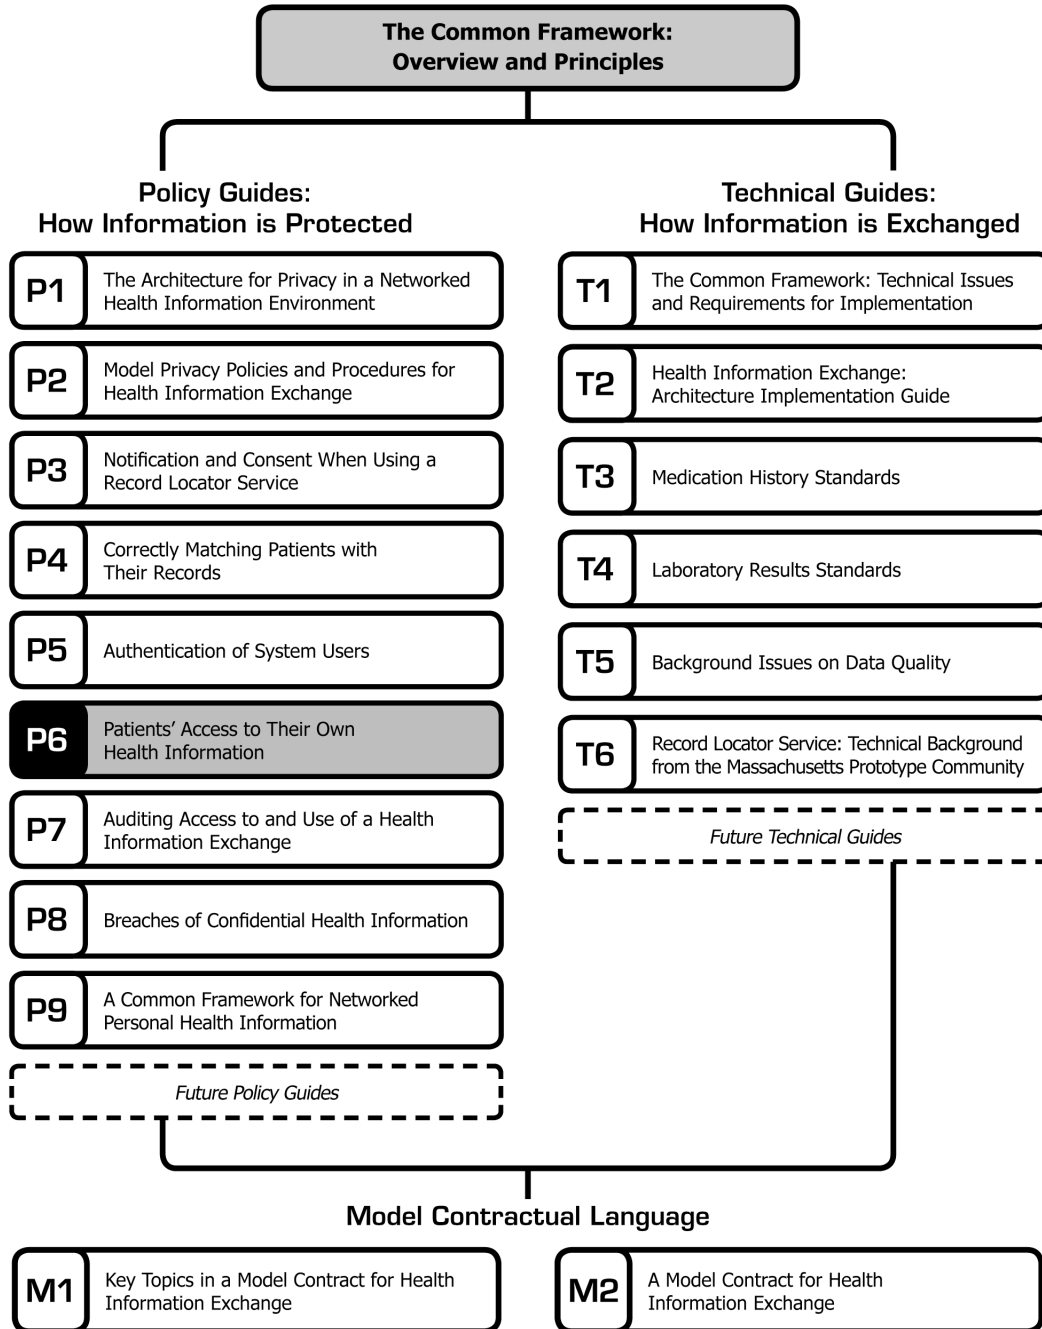 The Common Framework:
Overview and Principles
Policy Guides:
How Information is Protected
P1
The Architecture for Privacy in a Networked
Health Information Environment
P2
Model Privacy Policies and Procedures for
Health Information Exchange
P3
Notification and Consent When Using a
Record Locator Service
P4
Correctly Matching Patients with
Their Records
P5
Authentication of System Users
P6
Patients’ Access to Their Own
Health Information
P7
Auditing Access to and Use of a Health
Information Exchange
P8
Breaches of Confidential Health Information
P9
A Common Framework for Networked
Personal Health Information
Future Policy Guides
Technical Guides:
How Information is Exchanged
T1
The Common Framework: Technical Issues
and Requirements for Implementation
T2
Health Information Exchange:
Architecture Implementation Guide
T3
Medication History Standards
T4
Laboratory Results Standards
T5
Background Issues on Data Quality
T6
Record Locator Service: Technical Background
from the Massachusetts Prototype Community
Future Technical Guides
Model Contractual Language
M1
Key Topics in a Model Contract for Health
Information Exchange
M2
A Model Contract for Health
Information Exchange